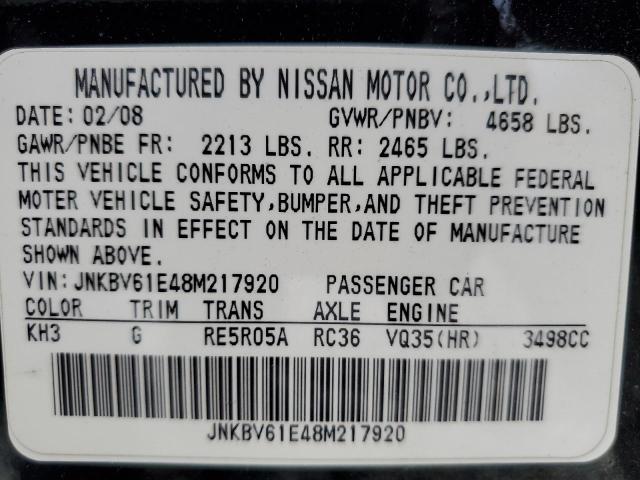 MANUFACTURED BY NISSAN MOTOR CO.,LTD.
DATE: 02/08 GVWR/PNBV: 4658 LBS.
GAWR/PNBE FR: 2213 LBS. RR: 2465 LBS.
THIS VEHICLE CONFORMS TO ALL APPLICABLE FEDERAL
MOTER VEHICLE SAFETY,BUMPER,AND THEFT PREVENTION
STANDARDS IN EFFECT ON THE DATE OF MANUFACTURE
SHOWN ABOVE.
VIN:JNKBV61E48M217920 PASSENGER CAR
COLOR TRIM TRANS AXLE ENGINE
KH3 G RE5R05A RC36 VQ35(HR) 3498CC
JNKBV61E48M217920